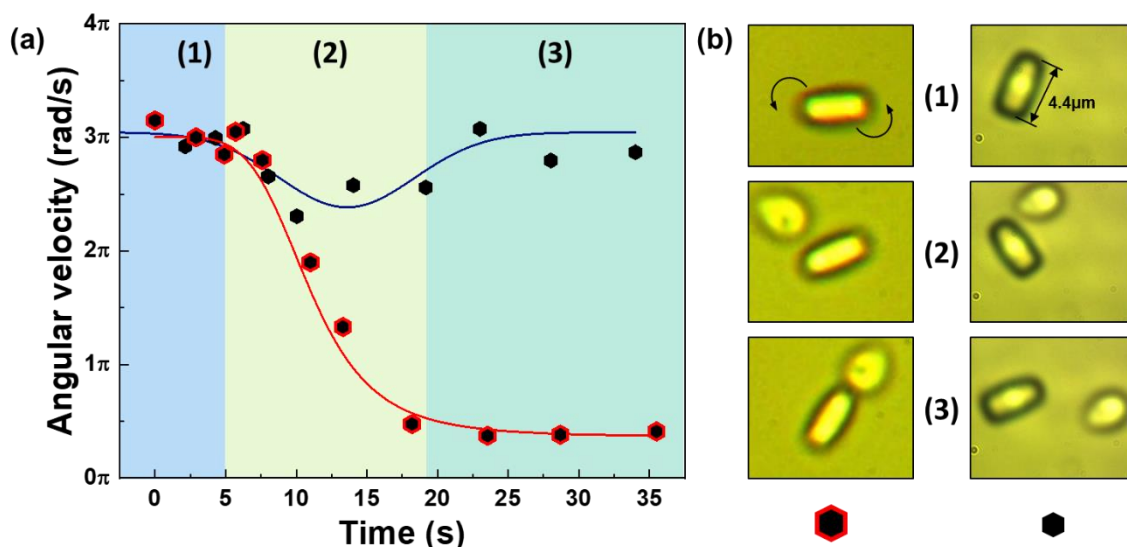 (a)
Angular velocity (rad/s)
4π
3π
2π
1π
0π
(1)
(2)
(3)
0
5
10
15
20
25
30
35
Time (s)
(b)
(1)
4.4μm
(2)
(3)